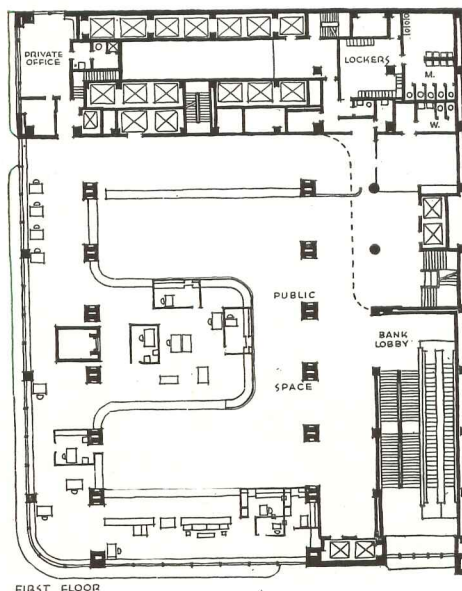 PRIVATE
OFFICE
LOCKERS
M.
W.
PUBLIC
SPACE
BANK
LOBBY
FIRST FLOOR